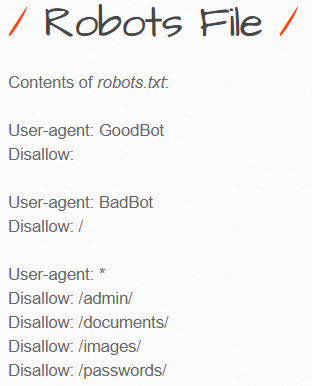 / Robots File /
Contents of robots.txt:
User-agent: GoodBot
Disallow:
User-agent: BadBot
Disallow: /
User-agent: *
Disallow: /admin/
Disallow: /documents/
Disallow: /images/
Disallow: /passwords/